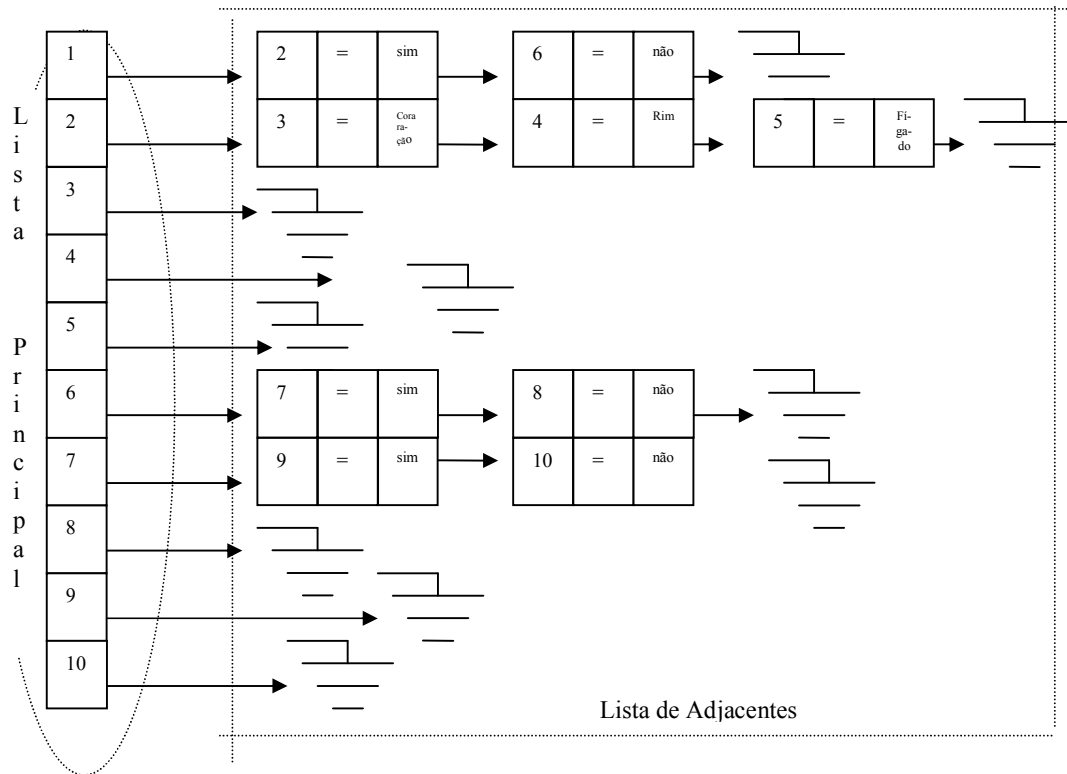 Lista Principal
1
2 = sim
6 = não
2
3 = Cora
ra-
ção
4 = Rim
5 = Fí-
ga-
do
3
4
5
6
7 = sim
8 = não
7
9 = sim
10 = não
8
9
10
Lista de Adjacentes